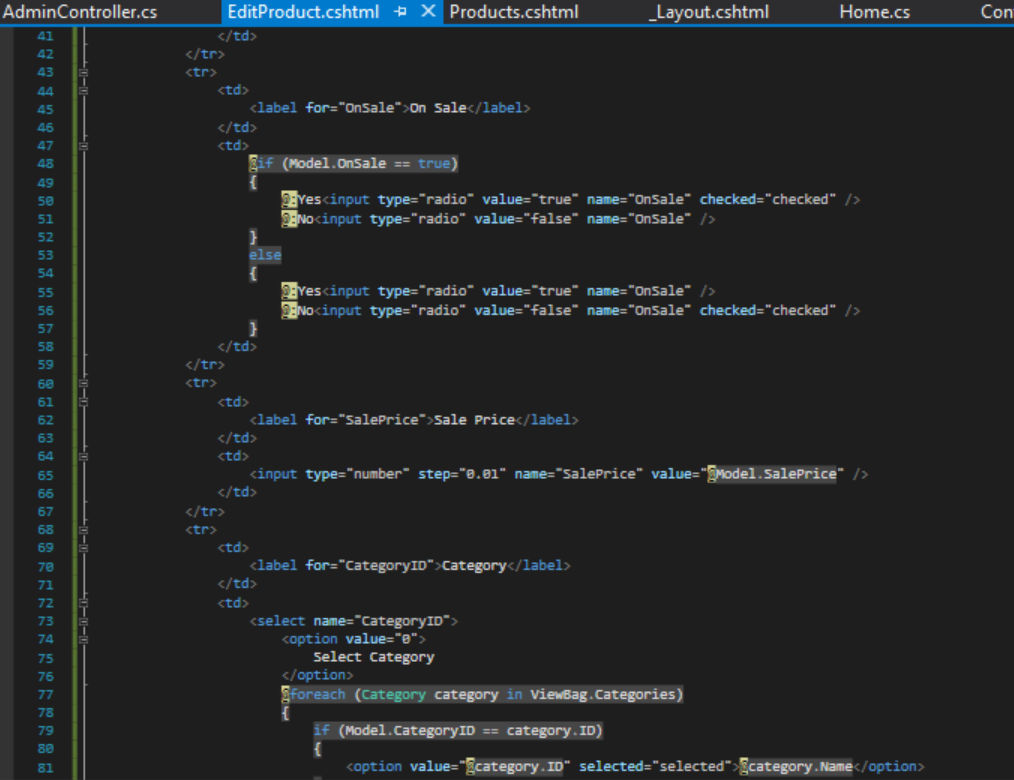 AdminController.cs EditProduct.cshtml Products.cshtml _Layout.cshtml Home.cs
41 </td>
42 </tr>
43 <tr>
44 <td>
45 <label for="OnSale">On Sale</label>
46 </td>
47 <td>
48 @if (Model.OnSale == true)
49 {
50 @:Yes<input type="radio" value="true" name="OnSale" checked="checked" />
51 @:No<input type="radio" value="false" name="OnSale" />
52 }
53 else
54 {
55 @:Yes<input type="radio" value="true" name="OnSale" />
56 @:No<input type="radio" value="false" name="OnSale" checked="checked" />
57 }
58 </td>
59 </tr>
60 <tr>
61 <td>
62 <label for="SalePrice">Sale Price</label>
63 </td>
64 <td>
65 <input type="number" step="0.01" name="SalePrice" value="@Model.SalePrice" />
66 </td>
67 </tr>
68 <tr>
69 <td>
70 <label for="CategoryID">Category</label>
71 </td>
72 <td>
73 <select name="CategoryID">
74 <option value="0">
75 Select Category
76 </option>
77 @foreach (Category category in ViewBag.Categories)
78 {
79 if (Model.CategoryID == category.ID)
80 {
81 <option value="@category.ID" selected="selected">@category.Name</option>